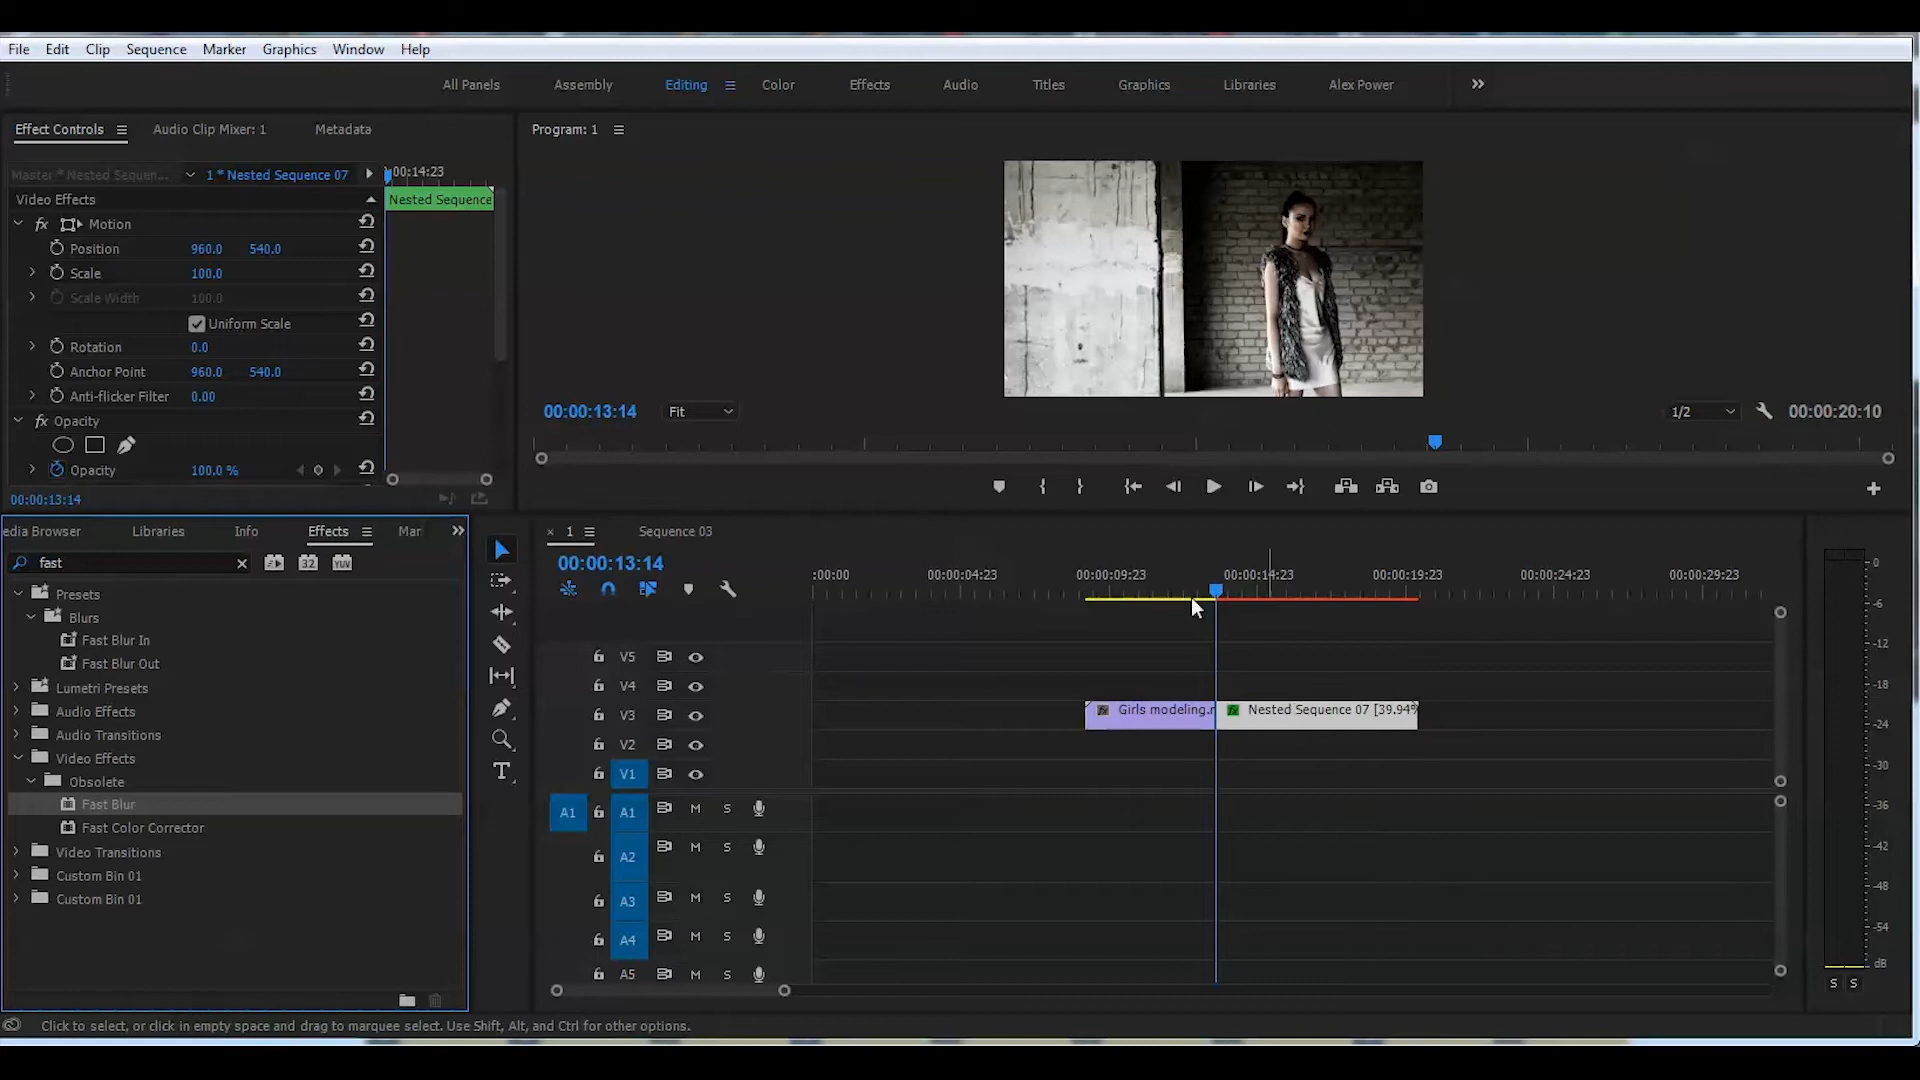 File Edit Clip Sequence Marker Graphics Window Help
All Panels Assembly Editing Color Effects Audio Titles Graphics Libraries Alex Power
Effect Controls Audio Clip Mixer: 1 Metadata
Program: 1
Master * Nested Sequen... 1 * Nested Sequence 07
00:14:23
Video Effects
Nested Sequence
fx Motion
Position 960.0 540.0
Scale 100.0
Scale Width 100.0
Uniform Scale
Rotation 0.0
Anchor Point 960.0 540.0
Anti-flicker Filter 0.00
fx Opacity
Opacity 100.0 %
00:00:13:14
00:00:13:14 Fit 1/2 00:00:20:10
edia Browser Libraries Info Effects Mar
fast
32 YUV
Presets
Blurs
Fast Blur In
Fast Blur Out
Lumetri Presets
Audio Effects
Audio Transitions
Video Effects
Obsolete
Fast Blur
Fast Color Corrector
Video Transitions
Custom Bin 01
Custom Bin 01
× 1 Sequence 03
00:00:13:14
:00:00 00:00:04:23 00:00:09:23 00:00:14:23 00:00:19:23 00:00:24:23 00:00:29:23
V5
V4
V3 fx Girls modeling.r fx Nested Sequence 07 [39.94%
V2
V1
A1 A1 M S
A2 M S
A3 M S
A4 M S
A5 M S
0
-6
-12
-18
-24
-30
-36
-42
-48
-54
dB
S S
Click to select, or click in empty space and drag to marquee select. Use Shift, Alt, and Ctrl for other options.